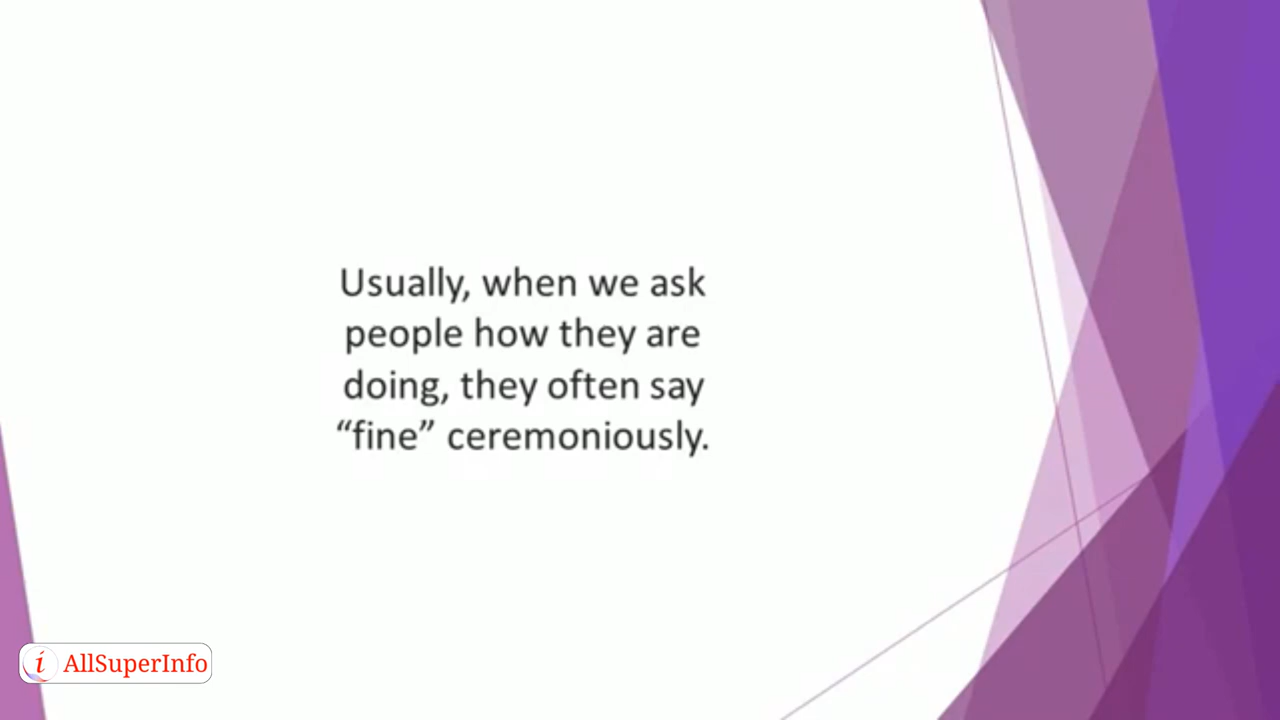 Usually, when we ask
people how they are
doing, they often say
“fine” ceremoniously.
i AllSuperInfo